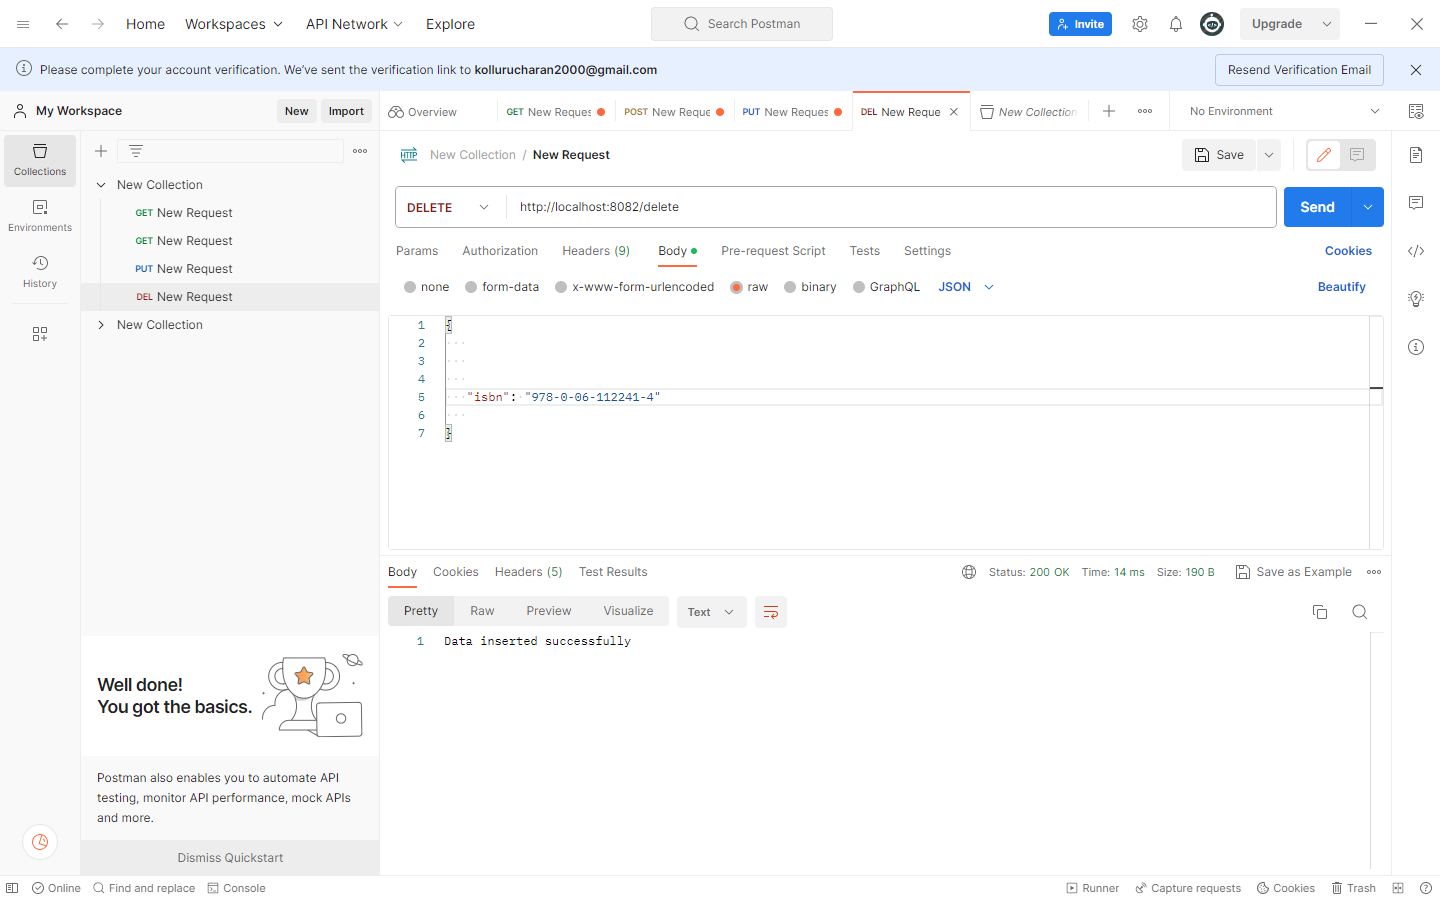 Home Workspaces API Network Explore
Search Postman
Invite Upgrade
Please complete your account verification. We’ve sent the verification link to kollurucharan2000@gmail.com
Resend Verification Email
My Workspace New Import
Overview GET New Reques POST New Reque PUT New Reques DEL New Reque New Collection No Environment
Collections
Environments
History
New Collection
GET New Request
GET New Request
PUT New Request
DEL New Request
New Collection
Well done!
You got the basics.
Postman also enables you to automate API
testing, monitor API performance, mock APIs
and more.
Dismiss Quickstart
HTTP New Collection / New Request Save
DELETE http://localhost:8082/delete Send
Params Authorization Headers (9) Body Pre-request Script Tests Settings Cookies
none form-data x-www-form-urlencoded raw binary GraphQL JSON Beautify
1 {
2 ···
3 ···
4 ···
5 ···"isbn":·"978-0-06-112241-4"
6 ···
7 }
Body Cookies Headers (5) Test Results Status: 200 OK Time: 14 ms Size: 190 B Save as Example
Pretty Raw Preview Visualize Text
1 Data inserted successfully
Online Find and replace Console Runner Capture requests Cookies Trash